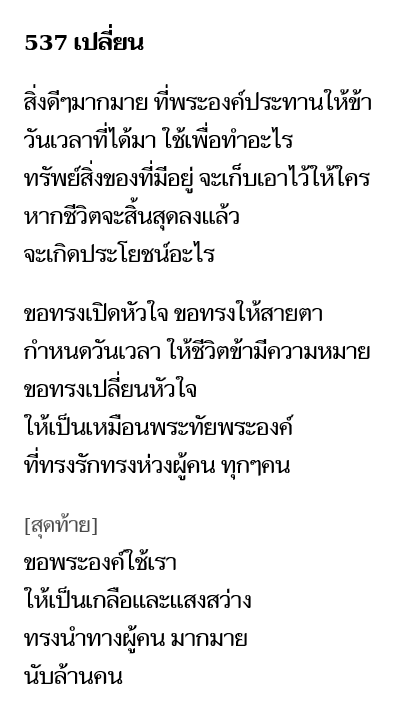 537 เปลี่ยน
สิ่งดีๆมากมาย ที่พระองค์ประทานให้ข้า
วันเวลาที่ได้มา ใช้เพื่อทำอะไร
ทรัพย์สิ่งของที่มีอยู่ จะเก็บเอาไว้ให้ใคร
หากชีวิตจะสิ้นสุดลงแล้ว
จะเกิดประโยชน์อะไร
ขอทรงเปิดหัวใจ ขอทรงให้สายตา
กำหนดวันเวลา ให้ชีวิตข้ามีความหมาย
ขอทรงเปลี่ยนหัวใจ
ให้เป็นเหมือนพระทัยพระองค์
ที่ทรงรักทรงห่วงผู้คน ทุกๆคน
[สุดท้าย]
ขอพระองค์ใช้เรา
ให้เป็นเกลือและแสงสว่าง
ทรงนำทางผู้คน มากมาย
นับล้านคน